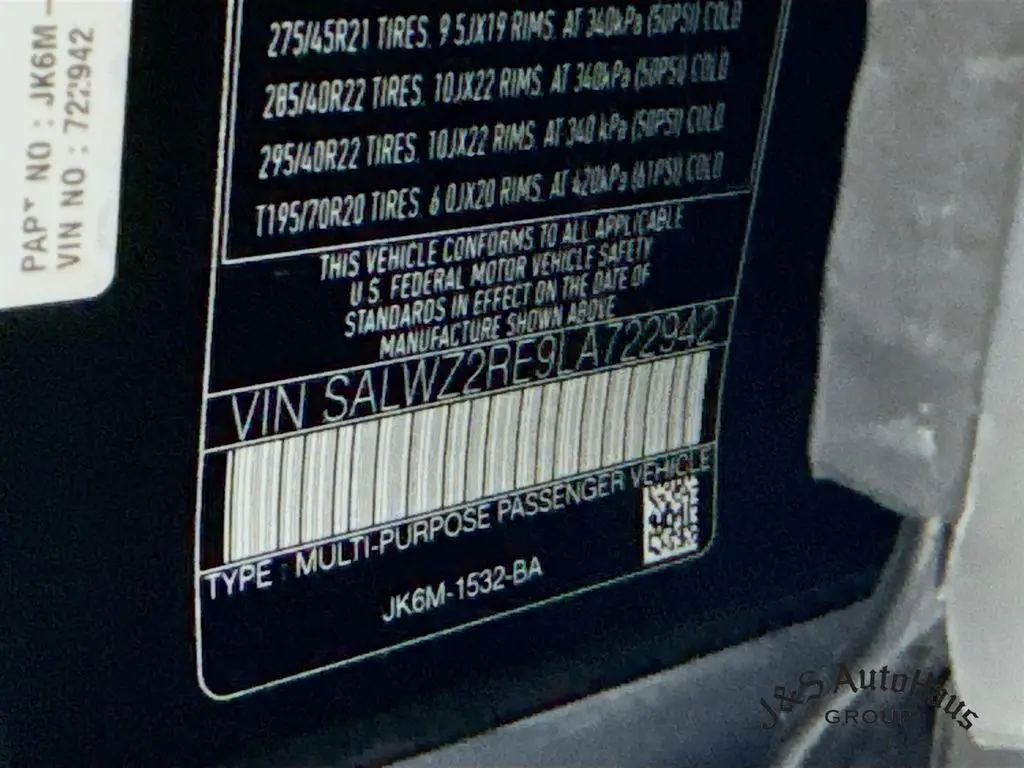 PART NO : JK6M -
VIN NO : 722942
275/45R21 TIRES. 9 5JX19 RIMS. AT 340kPa (50PSI) COLD
285/40R22 TIRES. 10JX22 RIMS. AT 340kPa (50PSI) COLD
295/40R22 TIRES. 10JX22 RIMS. AT 340 kPa (50PSI) COLD
T195/70R20 TIRES. 6 0JX20 RIMS. AT 420kPa (61PSI) COLD
THIS VEHICLE CONFORMS TO ALL APPLICABLE
U.S. FEDERAL MOTOR VEHICLE SAFETY
STANDARDS IN EFFECT ON THE DATE OF
MANUFACTURE SHOWN ABOVE
VIN SALWZ2RE9LA722942
TYPE : MULTI-PURPOSE PASSENGER VEHICLE
JK6M-1532-BA
J&S AutoHaus
GROUP